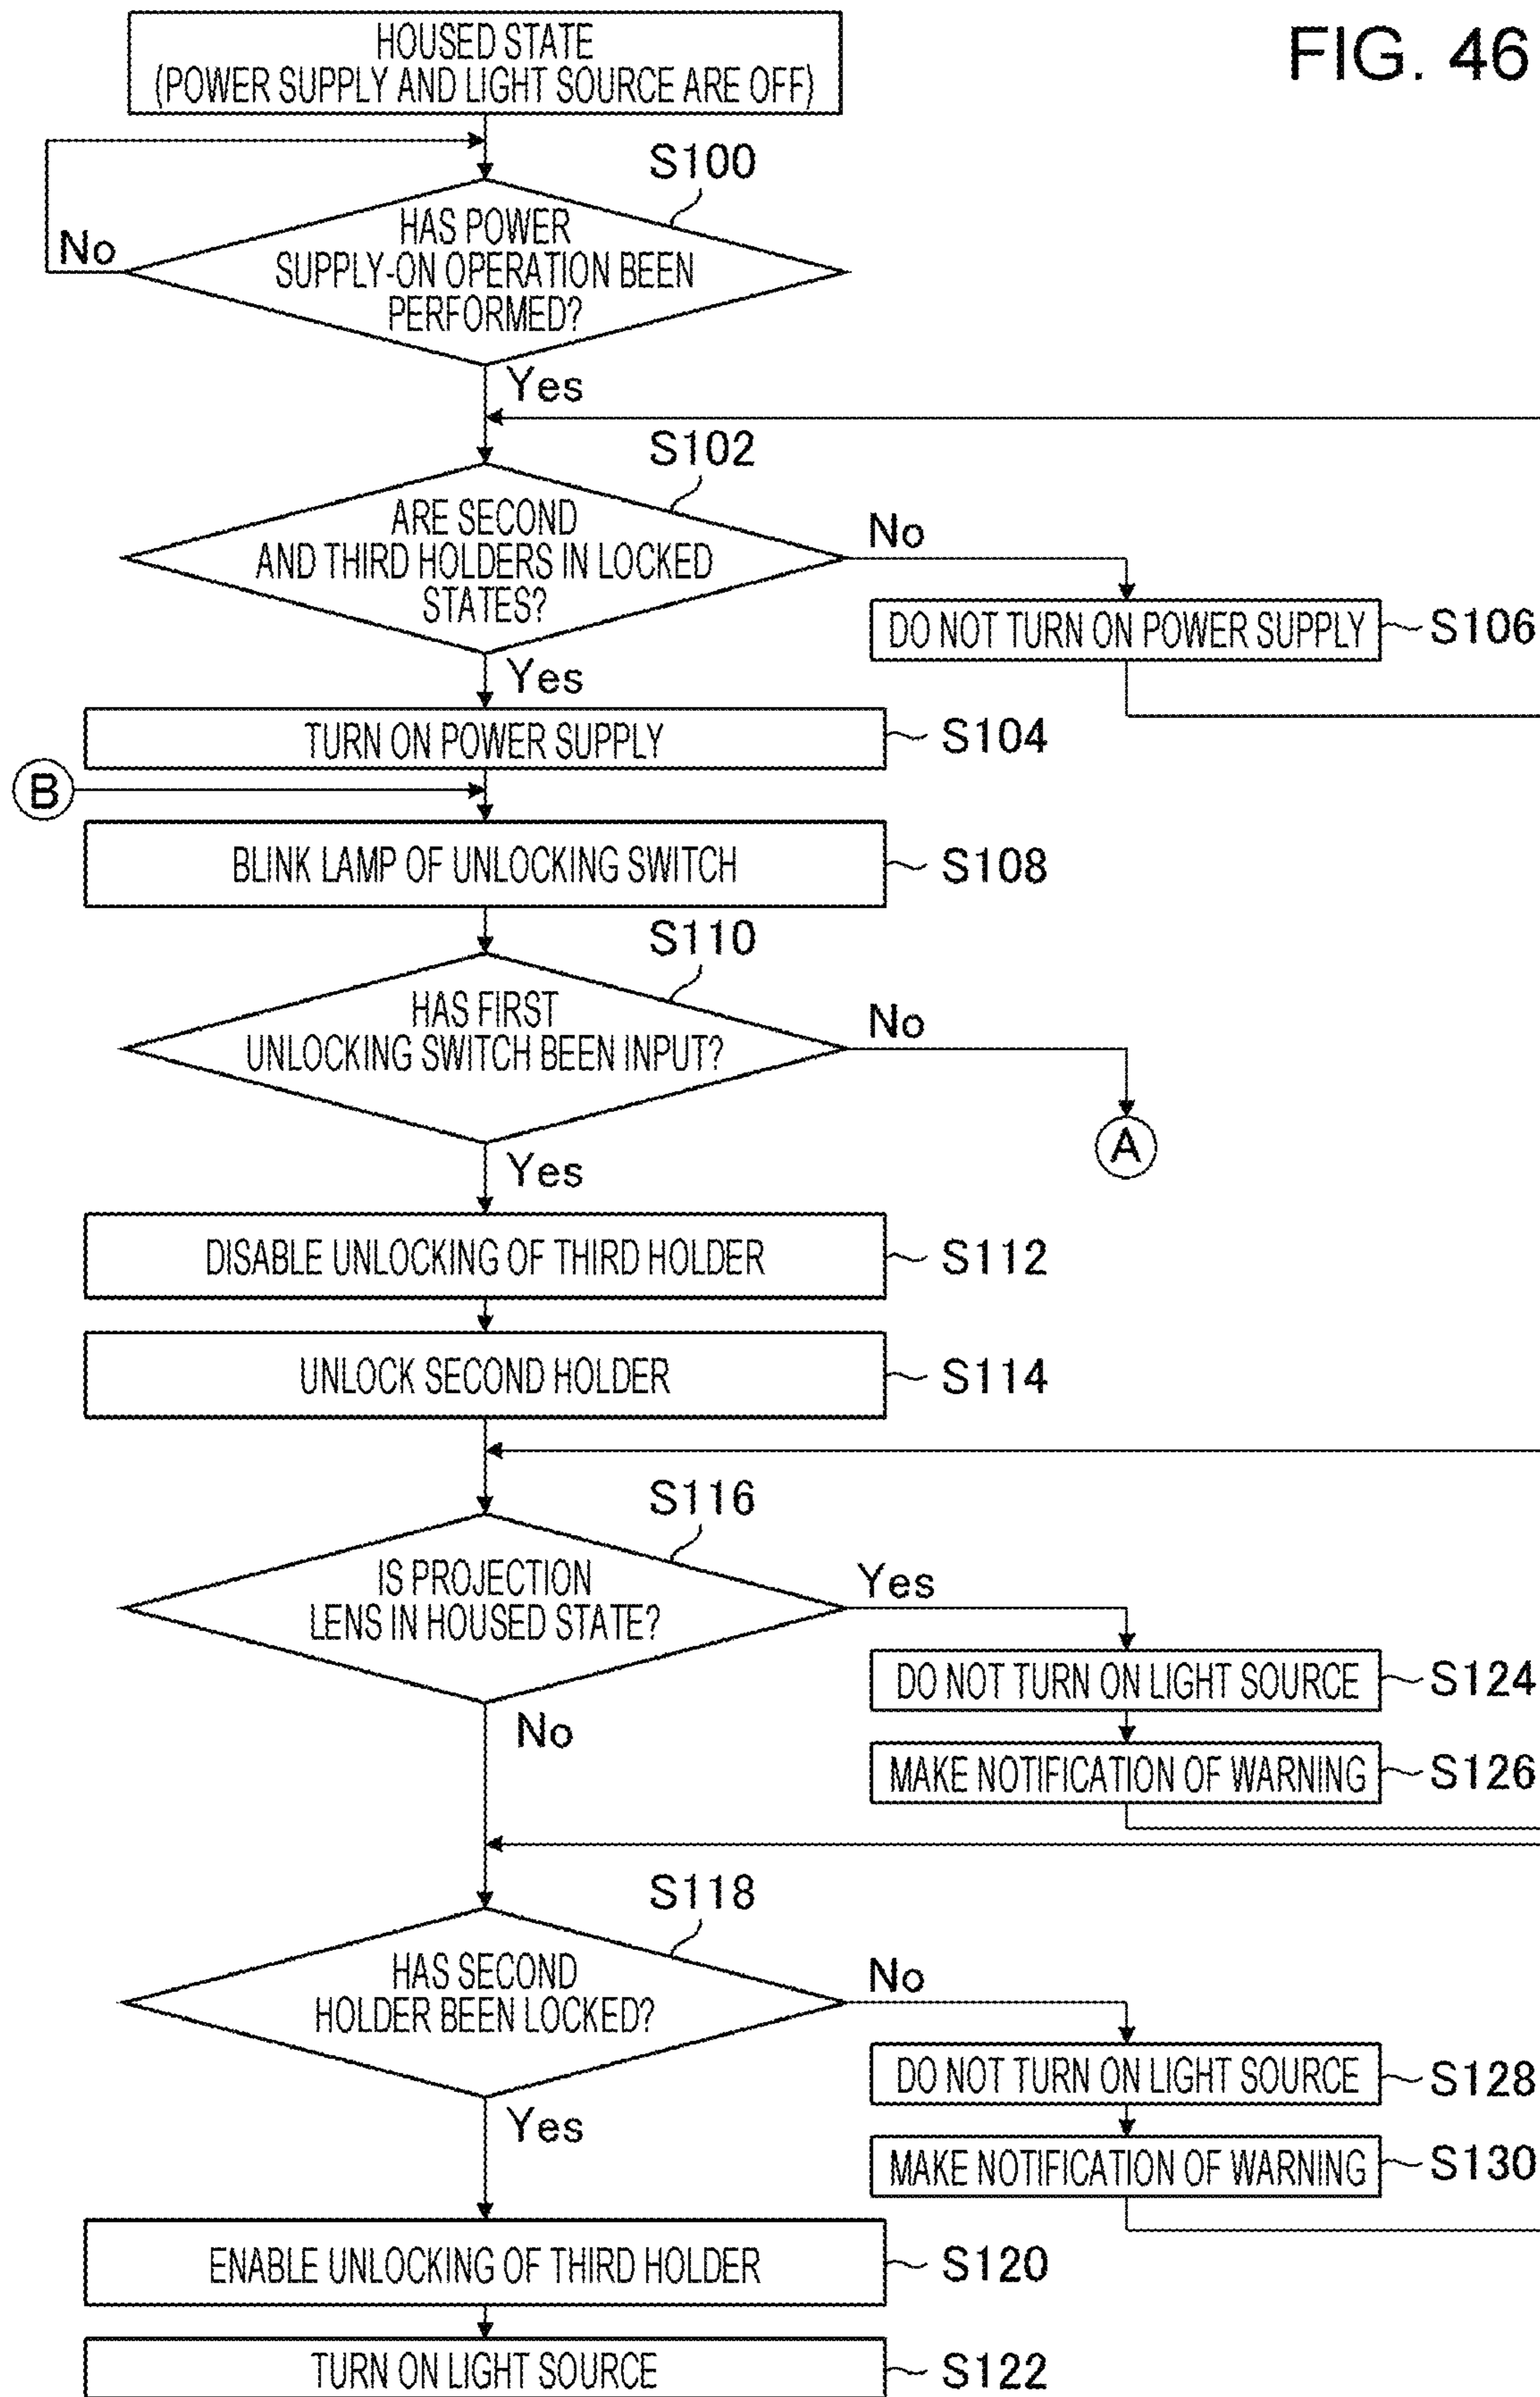 FIG. 46
HOUSED STATE
(POWER SUPPLY AND LIGHT SOURCE ARE OFF)
S100
HAS POWER
SUPPLY-ON OPERATION BEEN
PERFORMED?
No
Yes
S102
ARE SECOND
AND THIRD HOLDERS IN LOCKED
STATES?
No
DO NOT TURN ON POWER SUPPLY
S106
Yes
TURN ON POWER SUPPLY
S104
B
BLINK LAMP OF UNLOCKING SWITCH
S108
S110
HAS FIRST
UNLOCKING SWITCH BEEN INPUT?
No
A
Yes
DISABLE UNLOCKING OF THIRD HOLDER
S112
UNLOCK SECOND HOLDER
S114
S116
IS PROJECTION
LENS IN HOUSED STATE?
Yes
DO NOT TURN ON LIGHT SOURCE
S124
No
MAKE NOTIFICATION OF WARNING
S126
S118
HAS SECOND
HOLDER BEEN LOCKED?
No
DO NOT TURN ON LIGHT SOURCE
S128
Yes
MAKE NOTIFICATION OF WARNING
S130
ENABLE UNLOCKING OF THIRD HOLDER
S120
TURN ON LIGHT SOURCE
S122